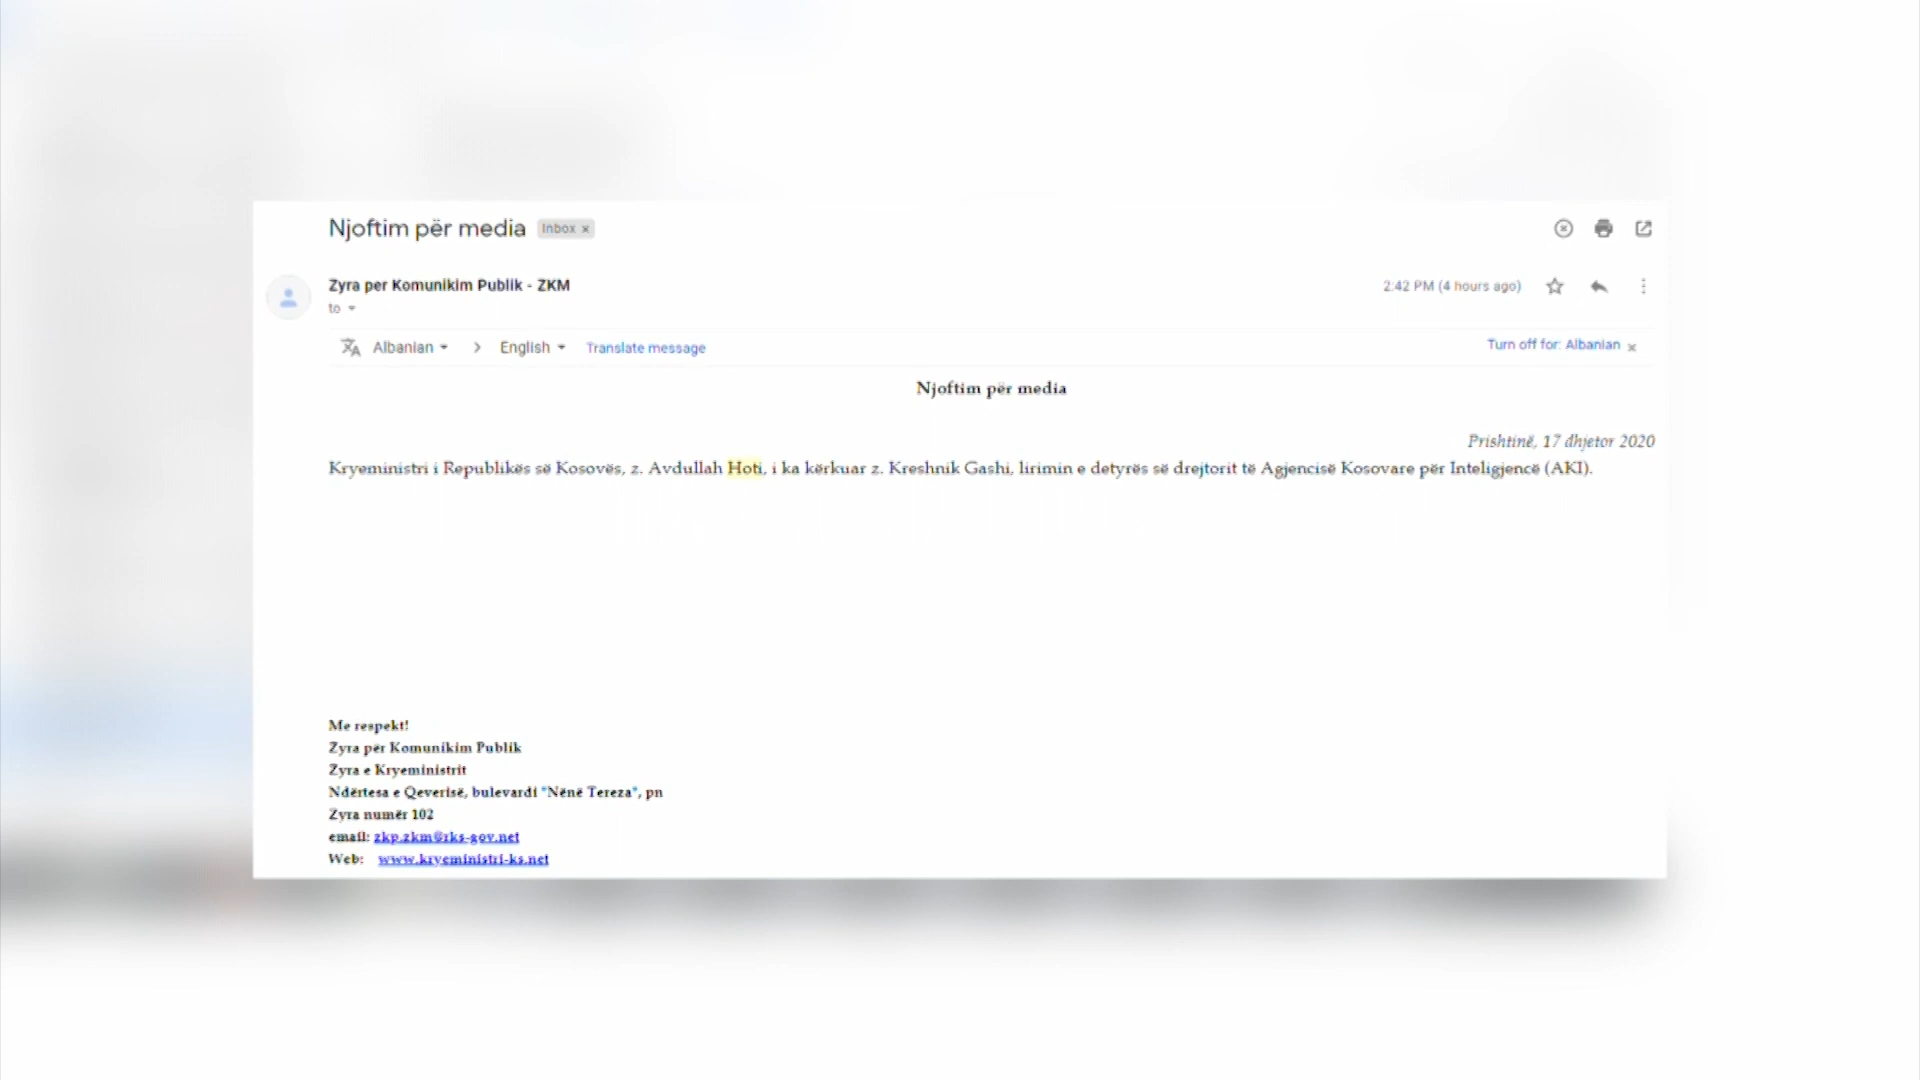 Njoftim për media Inbox ×
Zyra per Komunikim Publik - ZKM 2:42 PM (4 hours ago)
to
Albanian > English Translate message Turn off for: Albanian ×
Njoftim për media
Prishtinë, 17 dhjetor 2020
Kryeministri i Republikës së Kosovës, z. Avdullah Hoti, i ka kërkuar z. Kreshnik Gashi, lirimin e detyrës së drejtorit të Agjencisë Kosovare për Inteligjencë (AKI).
Me respekt!
Zyra për Komunikim Publik
Zyra e Kryeministrit
Ndërtesa e Qeverisë, bulevardi "Nënë Tereza", pn
Zyra numër 102
email: zkp.zkm@rks-gov.net
Web: www.kryeministri-ks.net